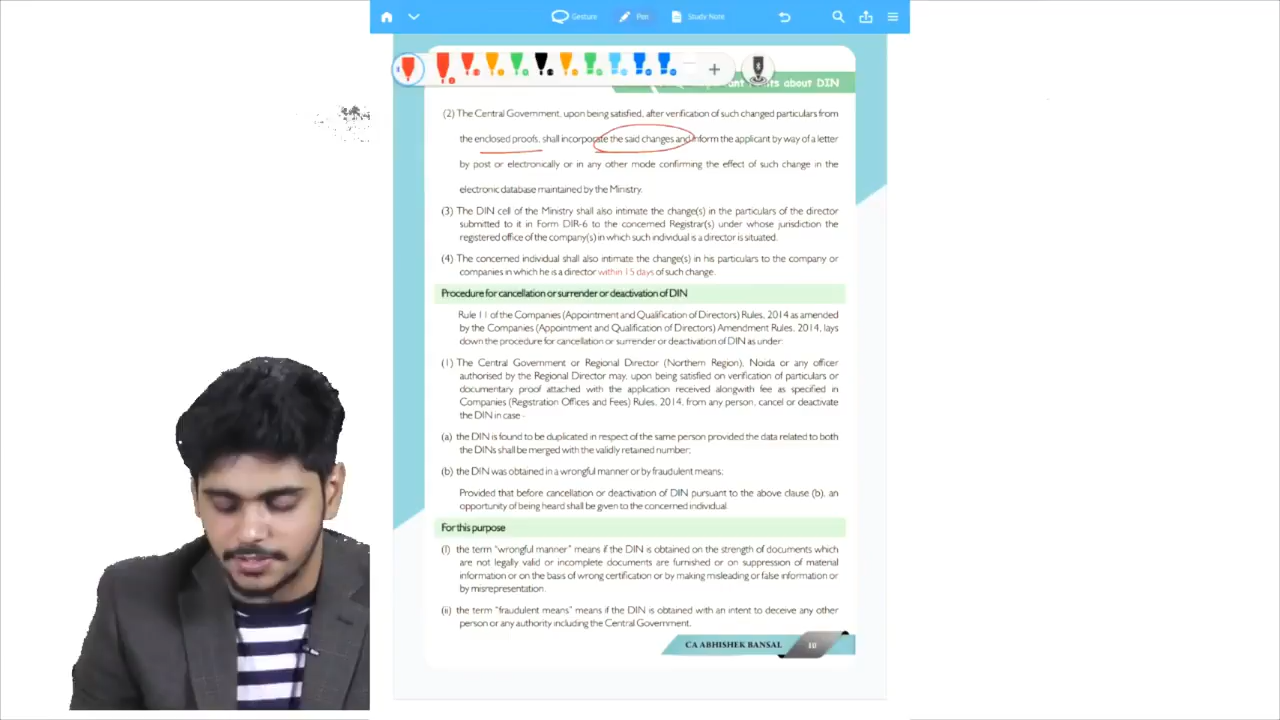 Gesture Pen Study Note
ts about DIN
(2) The Central Government, upon being satisfied, after verification of such changed particulars from
the enclosed proofs, shall incorporate the said changes and inform the applicant by way of a letter
by post or electronically or in any other mode confirming the effect of such change in the
electronic database maintained by the Ministry.
(3) The DIN cell of the Ministry shall also intimate the change(s) in the particulars of the director
submitted to it in Form DIR-6 to the concerned Registrar(s) under whose jurisdiction the
registered office of the company(s) in which such individual is a director is situated.
(4) The concerned individual shall also intimate the change(s) in his particulars to the company or
companies in which he is a director within 15 days of such change.
Procedure for cancellation or surrender or deactivation of DIN
Rule 11 of the Companies (Appointment and Qualification of Directors) Rules, 2014 as amended
by the Companies (Appointment and Qualification of Directors) Amendment Rules, 2014, lays
down the procedure for cancellation or surrender or deactivation of DIN as under:
(1) The Central Government or Regional Director (Northern Region), Noida or any officer
authorised by the Regional Director may, upon being satisfied on verification of particulars or
documentary proof attached with the application received alongwith fee as specified in
Companies (Registration Offices and Fees) Rules, 2014, from any person, cancel or deactivate
the DIN in case -
(a) the DIN is found to be duplicated in respect of the same person provided the data related to both
the DINs shall be merged with the validly retained number;
(b) the DIN was obtained in a wrongful manner or by fraudulent means;
Provided that before cancellation or deactivation of DIN pursuant to the above clause (b), an
opportunity of being heard shall be given to the concerned individual.
For this purpose
(i) the term "wrongful manner" means if the DIN is obtained on the strength of documents which
are not legally valid or incomplete documents are furnished or on suppression of material
information or on the basis of wrong certification or by making misleading or false information or
by misrepresentation.
(ii) the term "fraudulent means" means if the DIN is obtained with an intent to deceive any other
person or any authority including the Central Government.
CA ABHISHEK BANSAL 10